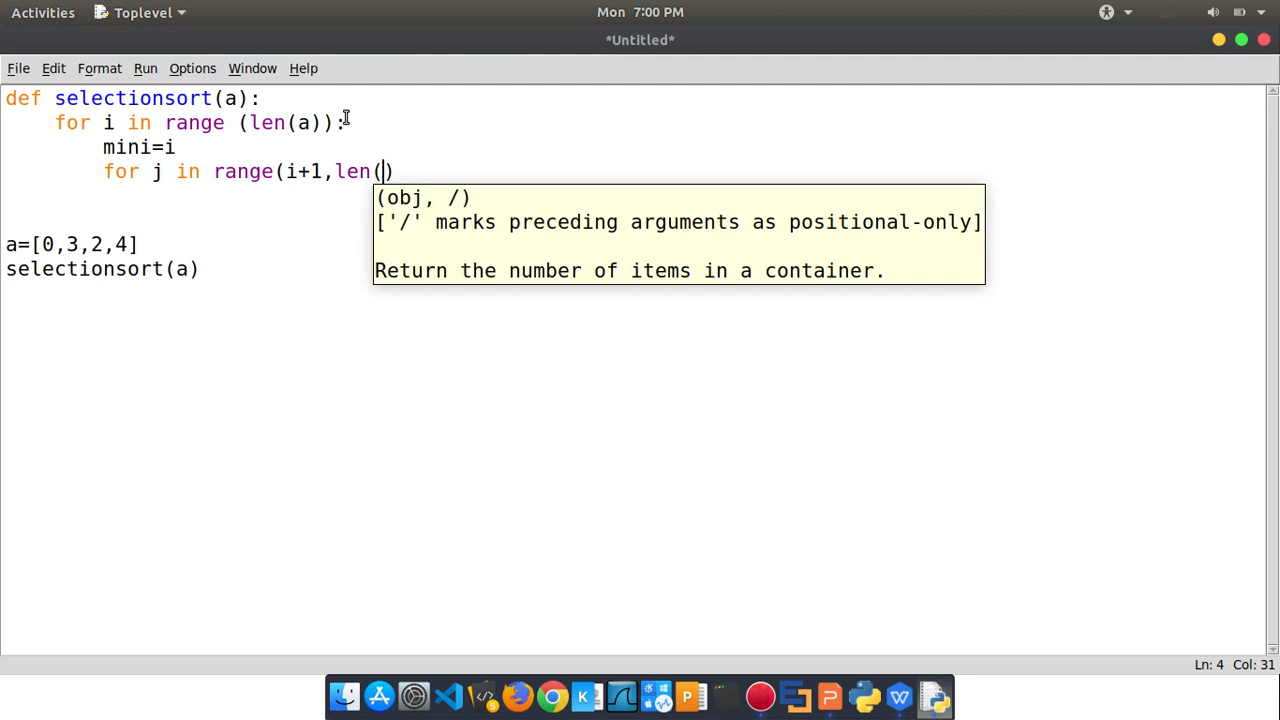 Activities Toplevel Mon 7:00 PM
*Untitled*
File Edit Format Run Options Window Help
def selectionsort(a):
    for i in range (len(a)):
        mini=i
        for j in range(i+1,len()
(obj, /)
['/' marks preceding arguments as positional-only]
Return the number of items in a container.
a=[0,3,2,4]
selectionsort(a)
Ln: 4 Col: 31